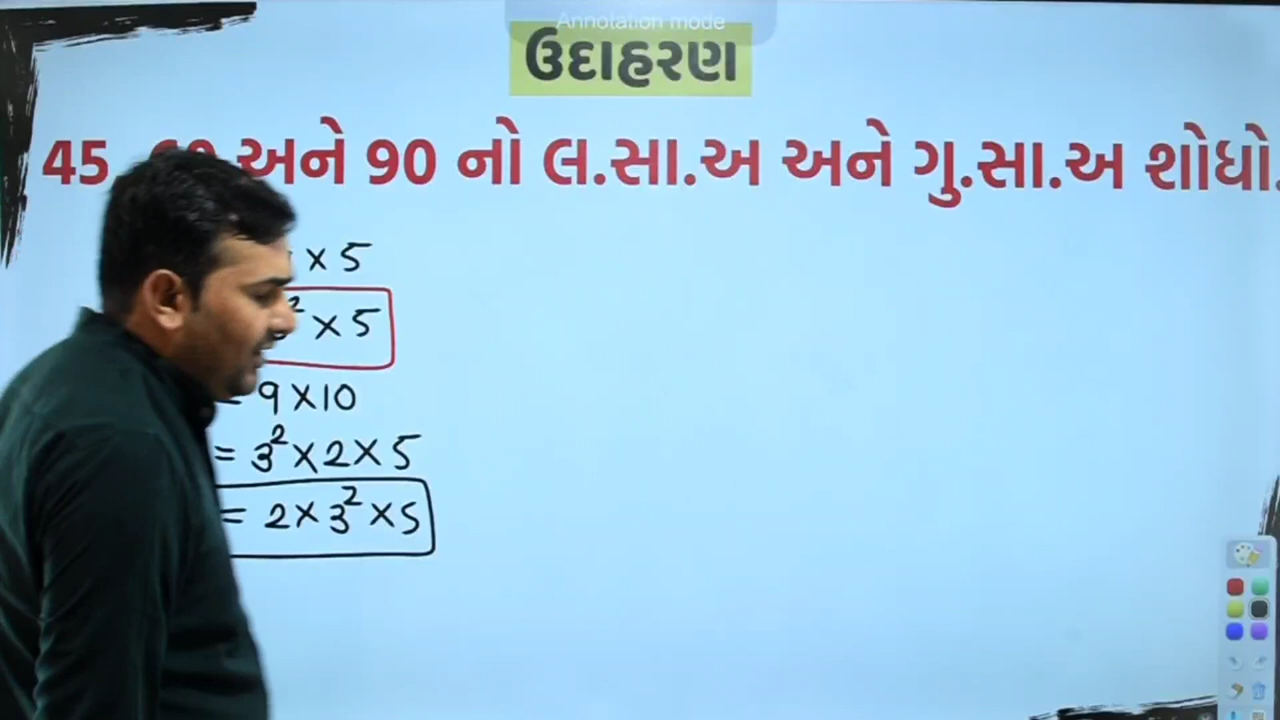 Annotation mode
ઉદાહરણ
45 અને 90 નો લ.સા.અ અને ગુ.સા.અ શોધો.
× 5
² × 5
= 9 × 10
= 3² × 2 × 5
= 2 × 3² × 5